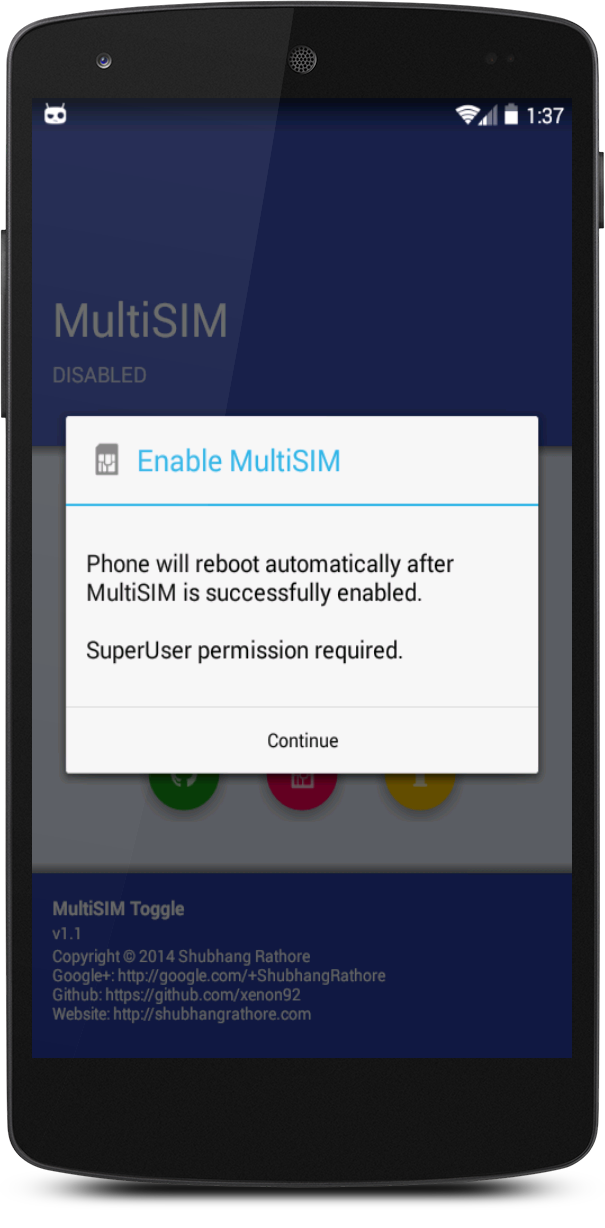 1:37
MultiSIM
DISABLED
Enable MultiSIM
Phone will reboot automatically after
MultiSIM is successfully enabled.
SuperUser permission required.
Continue
MultiSIM Toggle
v1.1
Copyright © 2014 Shubhang Rathore
Google+: http://google.com/+ShubhangRathore
Github: https://github.com/xenon92
Website: http://shubhangrathore.com